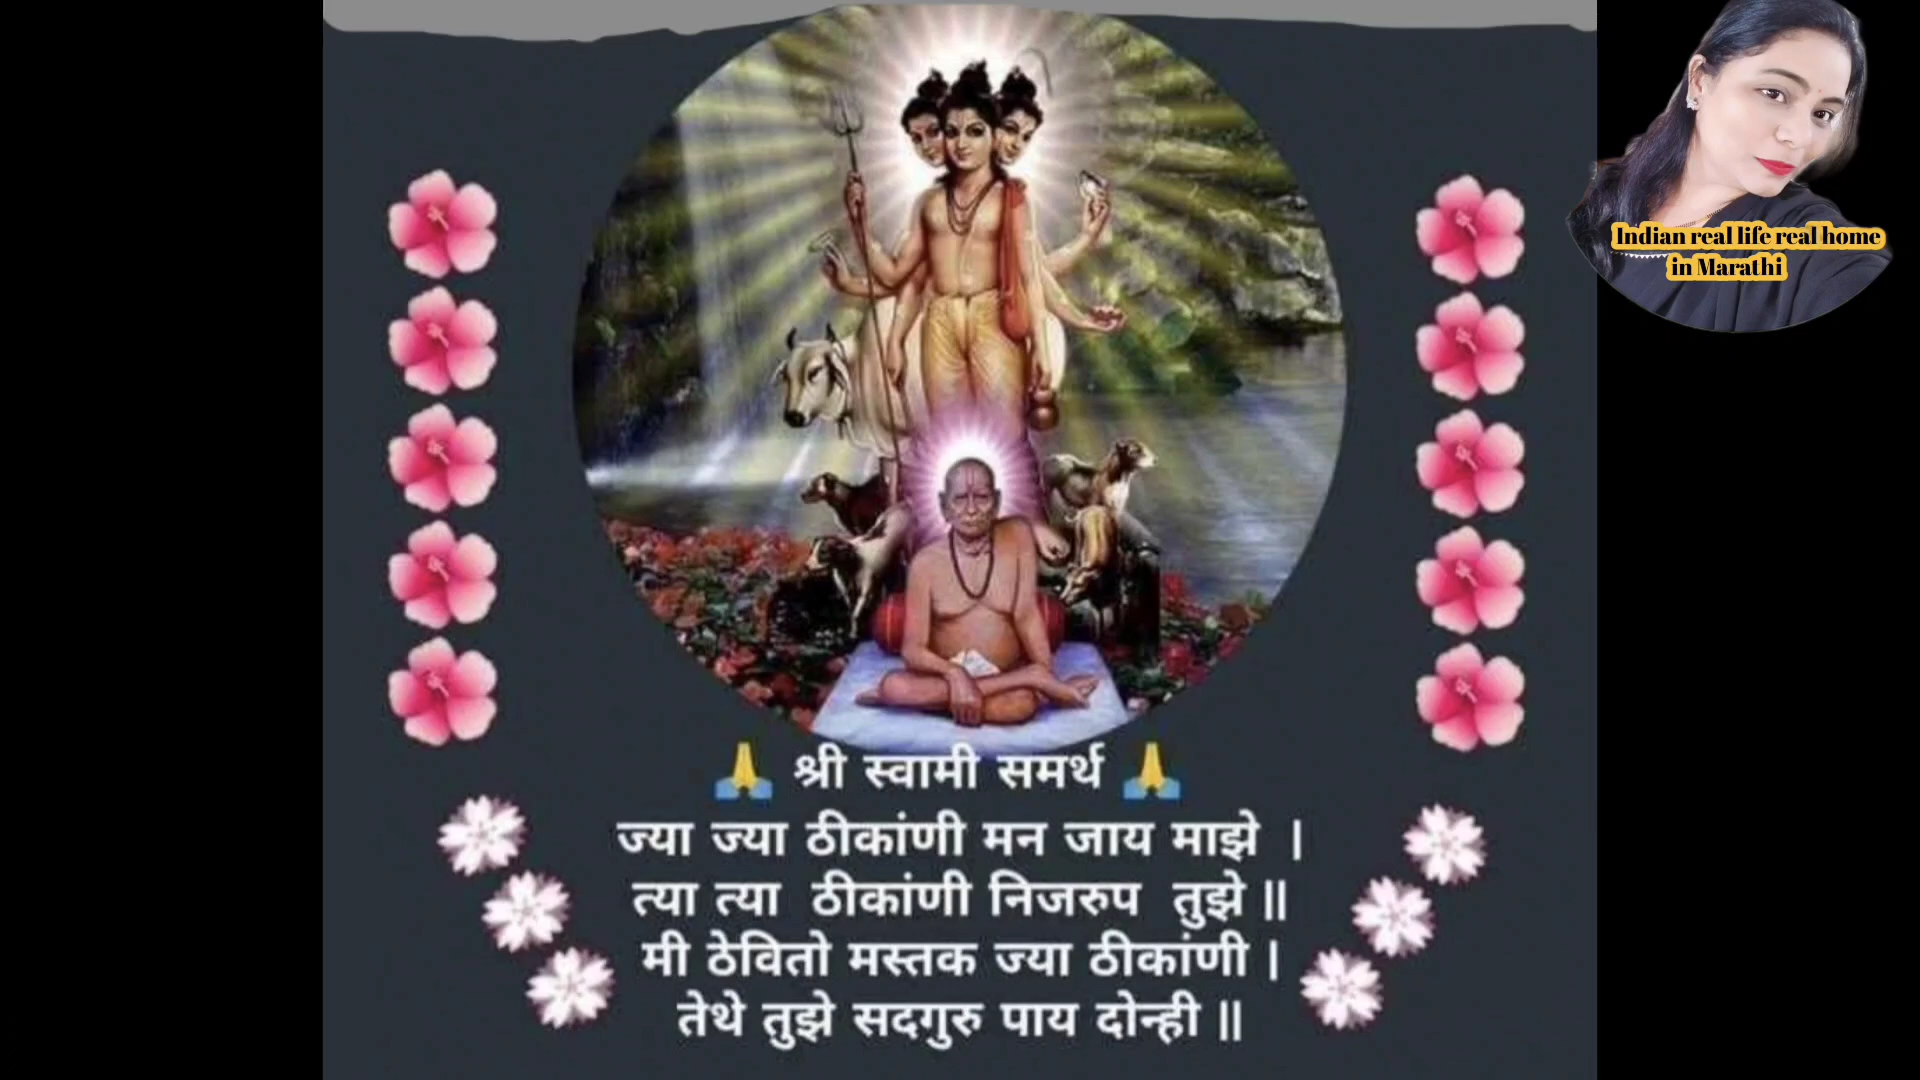 Indian real life real home
in Marathi
🙏 श्री स्वामी समर्थ 🙏
ज्या ज्या ठीकांणी मन जाय माझे ।
त्या त्या ठीकांणी निजरुप तुझे ॥
मी ठेवितो मस्तक ज्या ठीकांणी ।
तेथे तुझे सदगुरु पाय दोन्ही ॥